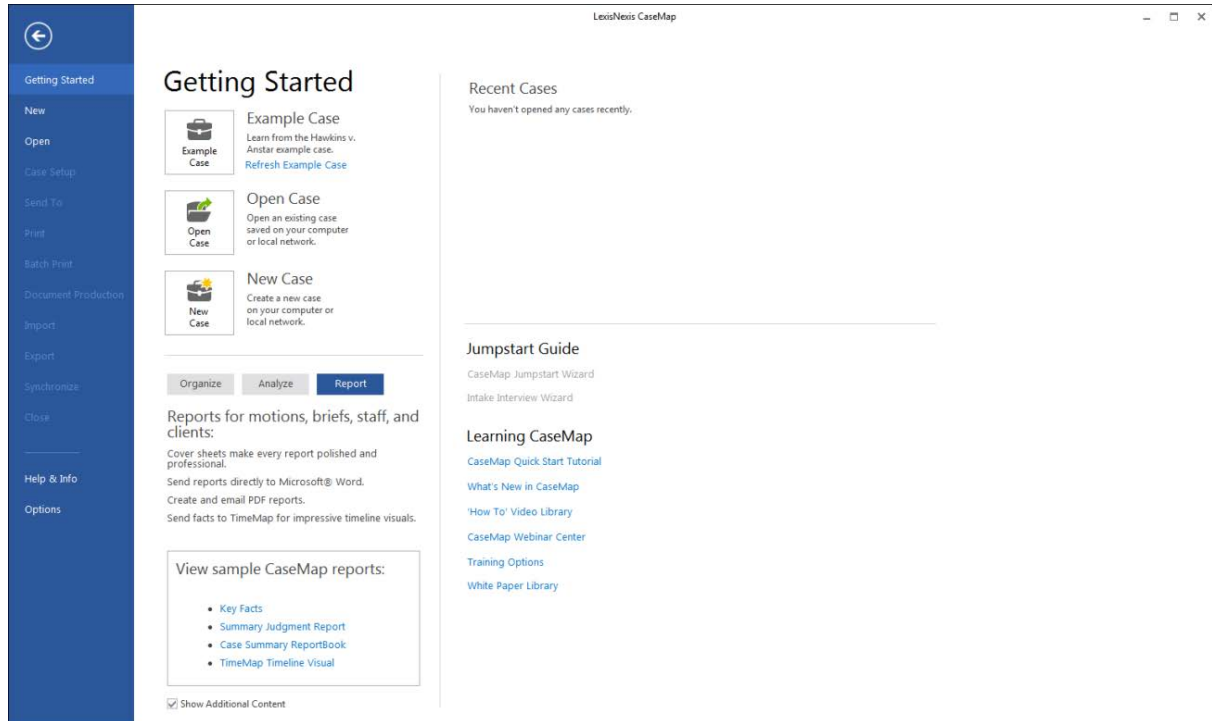 LexisNexis CaseMap
Getting Started
New
Open
Case Setup
Send To
Print
Batch Print
Document Production
Import
Export
Synchronize
Close
Help & Info
Options
Getting Started
Example
Case
Example Case
Learn from the Hawkins v.
Anstar example case.
Refresh Example Case
Open
Case
Open Case
Open an existing case
saved on your computer
or local network.
New
Case
New Case
Create a new case
on your computer or
local network.
Organize
Analyze
Report
Reports for motions, briefs, staff, and
clients:
Cover sheets make every report polished and
professional.
Send reports directly to Microsoft® Word.
Create and email PDF reports.
Send facts to TimeMap for impressive timeline visuals.
View sample CaseMap reports:
• Key Facts
• Summary Judgment Report
• Case Summary ReportBook
• TimeMap Timeline Visual
Show Additional Content
Recent Cases
You haven't opened any cases recently.
Jumpstart Guide
CaseMap Jumpstart Wizard
Intake Interview Wizard
Learning CaseMap
CaseMap Quick Start Tutorial
What's New in CaseMap
'How To' Video Library
CaseMap Webinar Center
Training Options
White Paper Library